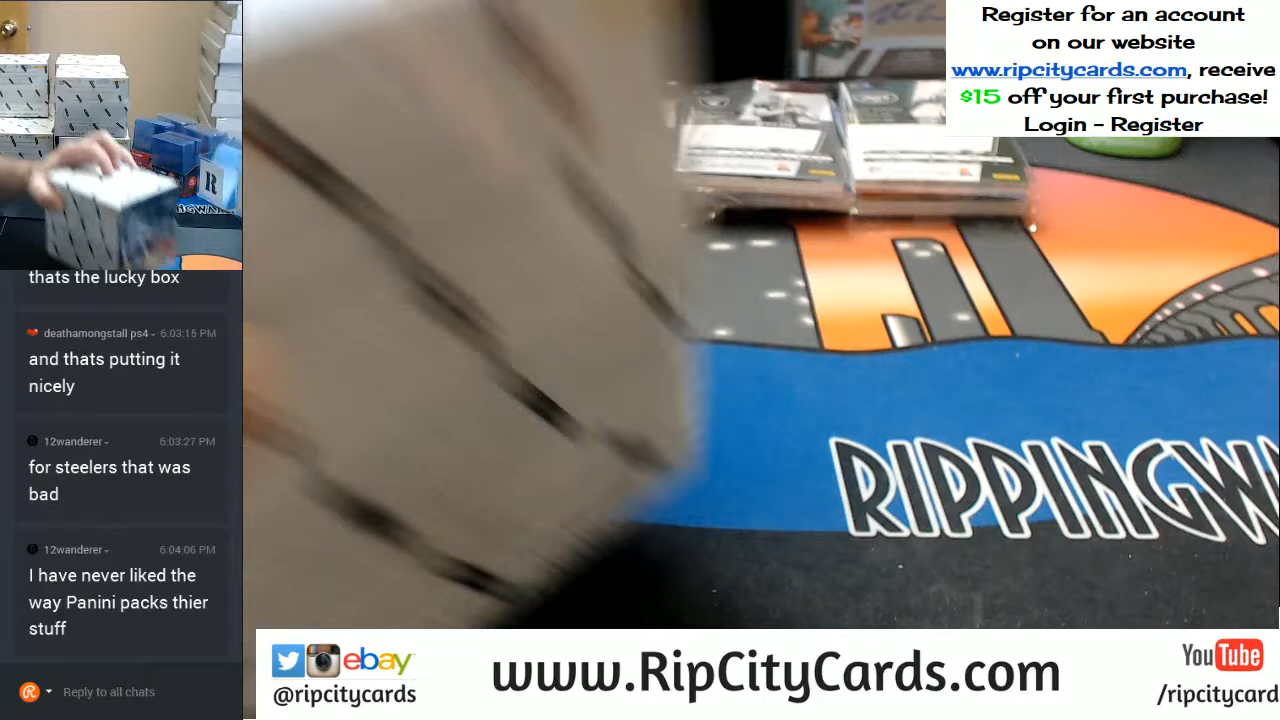 Register for an account
on our website
www.ripcitycards.com, receive
$15 off your first purchase!
Login - Register
R
thats the lucky box
deathamongstall ps4 - 6:03:15 PM
and thats putting it
nicely
12wanderer - 6:03:27 PM
for steelers that was
bad
12wanderer - 6:04:06 PM
I have never liked the
way Panini packs thier
stuff
Reply to all chats
RIPPINGW
ebay
@ripcitycards
www.RipCityCards.com
YouTube
/ripcitycard